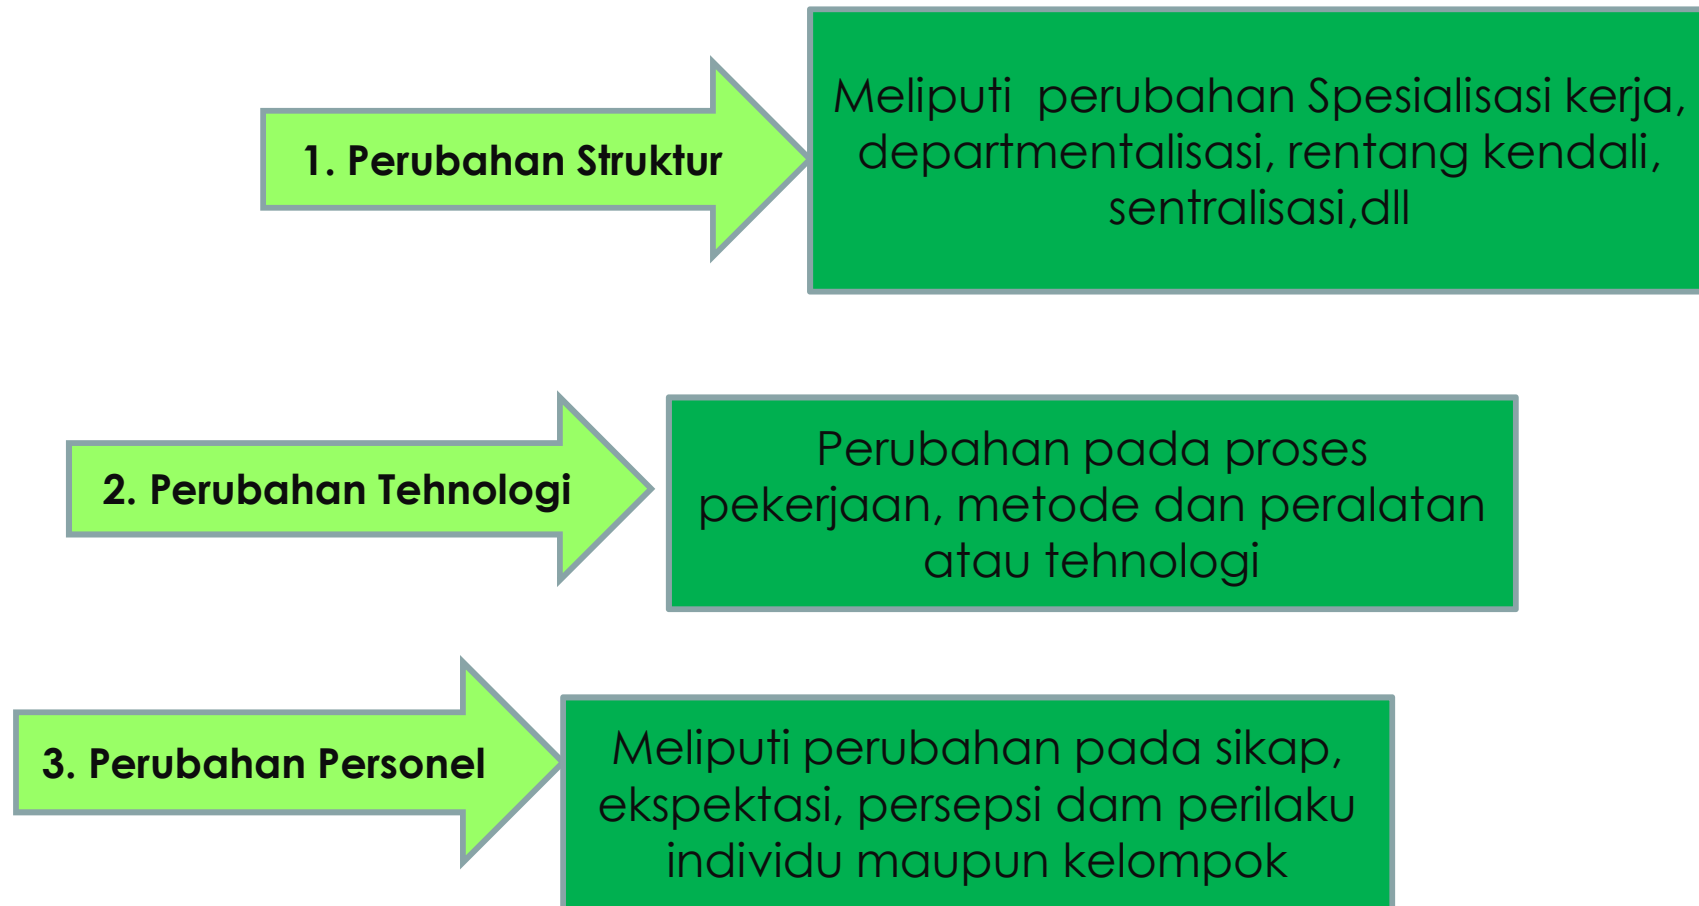 1. Perubahan Struktur
Meliputi perubahan Spesialisasi kerja,
departmentalisasi, rentang kendali,
sentralisasi,dll
2. Perubahan Tehnologi
Perubahan pada proses
pekerjaan, metode dan peralatan
atau tehnologi
3. Perubahan Personel
Meliputi perubahan pada sikap,
ekspektasi, persepsi dam perilaku
individu maupun kelompok